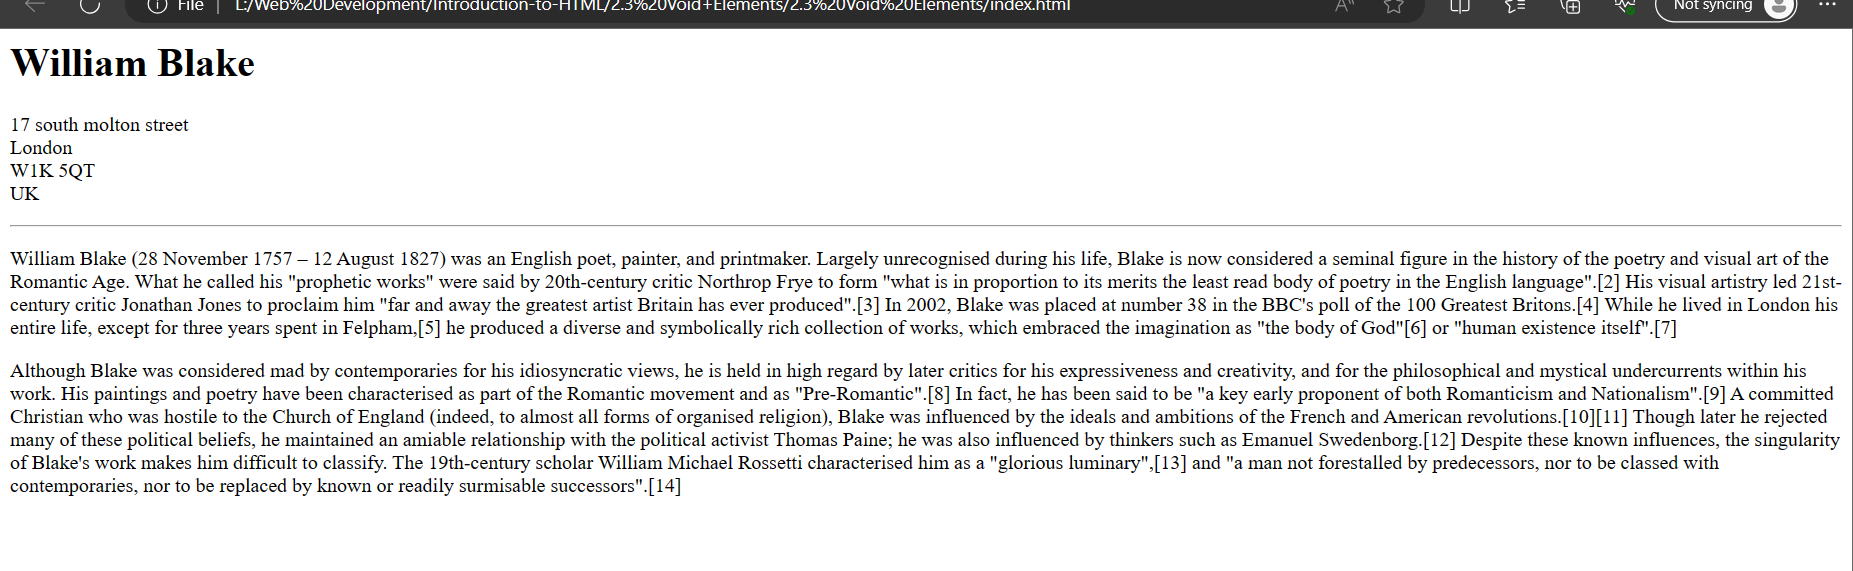 File | L:/Web%20Development/Introduction-to-HTML/2.3%20Void+Elements/2.3%20Void%20Elements/index.html
Not syncing
William Blake
17 south molton street
London
W1K 5QT
UK
William Blake (28 November 1757 – 12 August 1827) was an English poet, painter, and printmaker. Largely unrecognised during his life, Blake is now considered a seminal figure in the history of the poetry and visual art of the
Romantic Age. What he called his "prophetic works" were said by 20th-century critic Northrop Frye to form "what is in proportion to its merits the least read body of poetry in the English language".[2] His visual artistry led 21st-
century critic Jonathan Jones to proclaim him "far and away the greatest artist Britain has ever produced".[3] In 2002, Blake was placed at number 38 in the BBC's poll of the 100 Greatest Britons.[4] While he lived in London his
entire life, except for three years spent in Felpham,[5] he produced a diverse and symbolically rich collection of works, which embraced the imagination as "the body of God"[6] or "human existence itself".[7]
Although Blake was considered mad by contemporaries for his idiosyncratic views, he is held in high regard by later critics for his expressiveness and creativity, and for the philosophical and mystical undercurrents within his
work. His paintings and poetry have been characterised as part of the Romantic movement and as "Pre-Romantic".[8] In fact, he has been said to be "a key early proponent of both Romanticism and Nationalism".[9] A committed
Christian who was hostile to the Church of England (indeed, to almost all forms of organised religion), Blake was influenced by the ideals and ambitions of the French and American revolutions.[10][11] Though later he rejected
many of these political beliefs, he maintained an amiable relationship with the political activist Thomas Paine; he was also influenced by thinkers such as Emanuel Swedenborg.[12] Despite these known influences, the singularity
of Blake's work makes him difficult to classify. The 19th-century scholar William Michael Rossetti characterised him as a "glorious luminary",[13] and "a man not forestalled by predecessors, nor to be classed with
contemporaries, nor to be replaced by known or readily surmisable successors".[14]